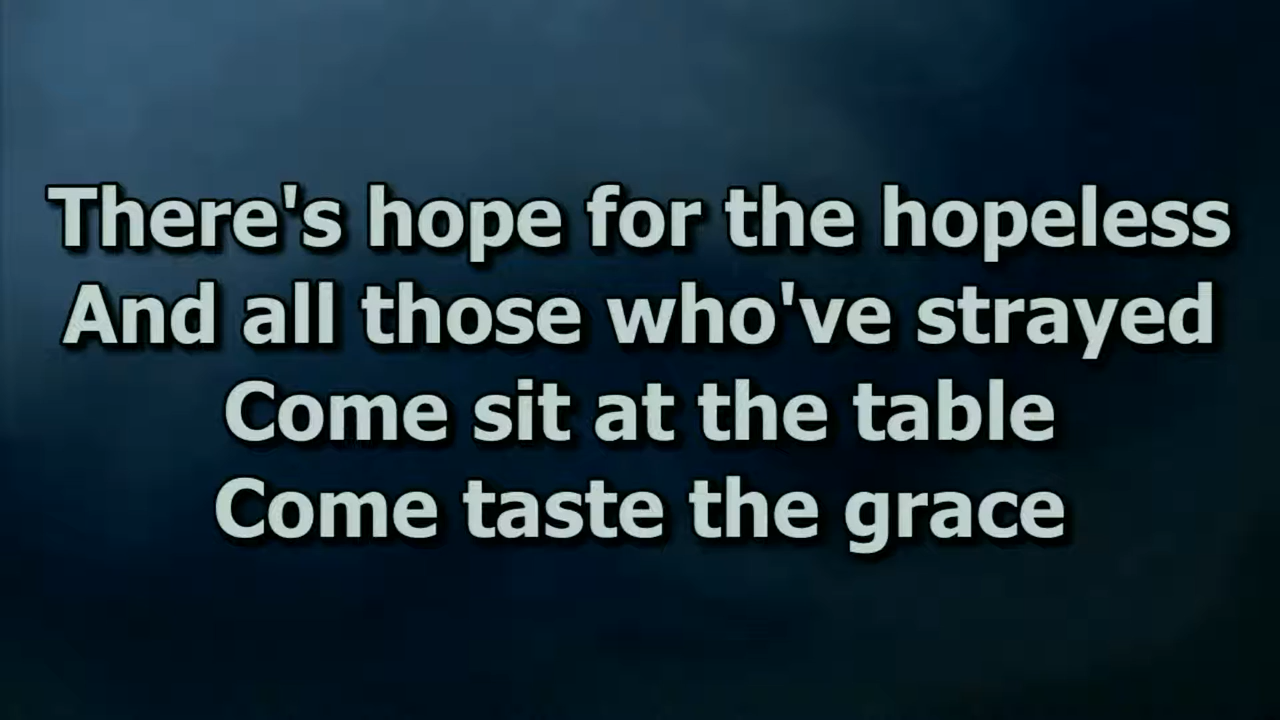 There's hope for the hopeless
And all those who've strayed
Come sit at the table
Come taste the grace